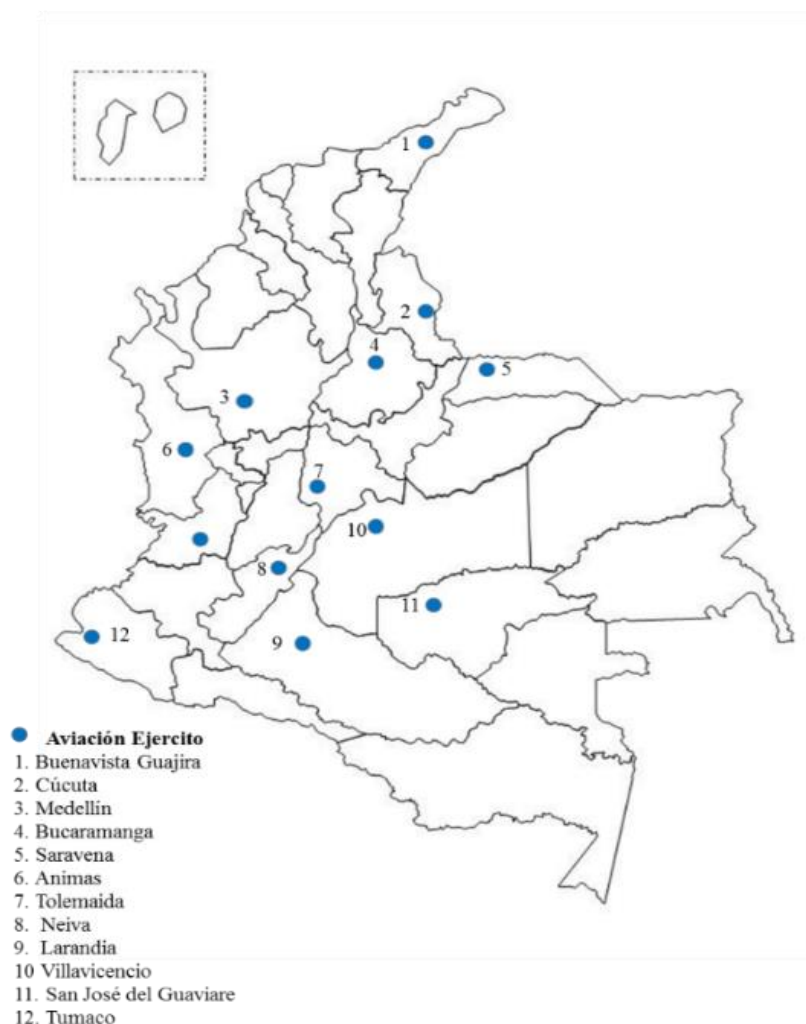 1
2
4
5
3
6
7
10
8
11
9
12
Aviación Ejercito
1. Buenavista Guajira
2. Cúcuta
3. Medellín
4. Bucaramanga
5. Saravena
6. Animas
7. Tolemaida
8. Neiva
9. Larandia
10 Villavicencio
11. San José del Guaviare
12. Tumaco